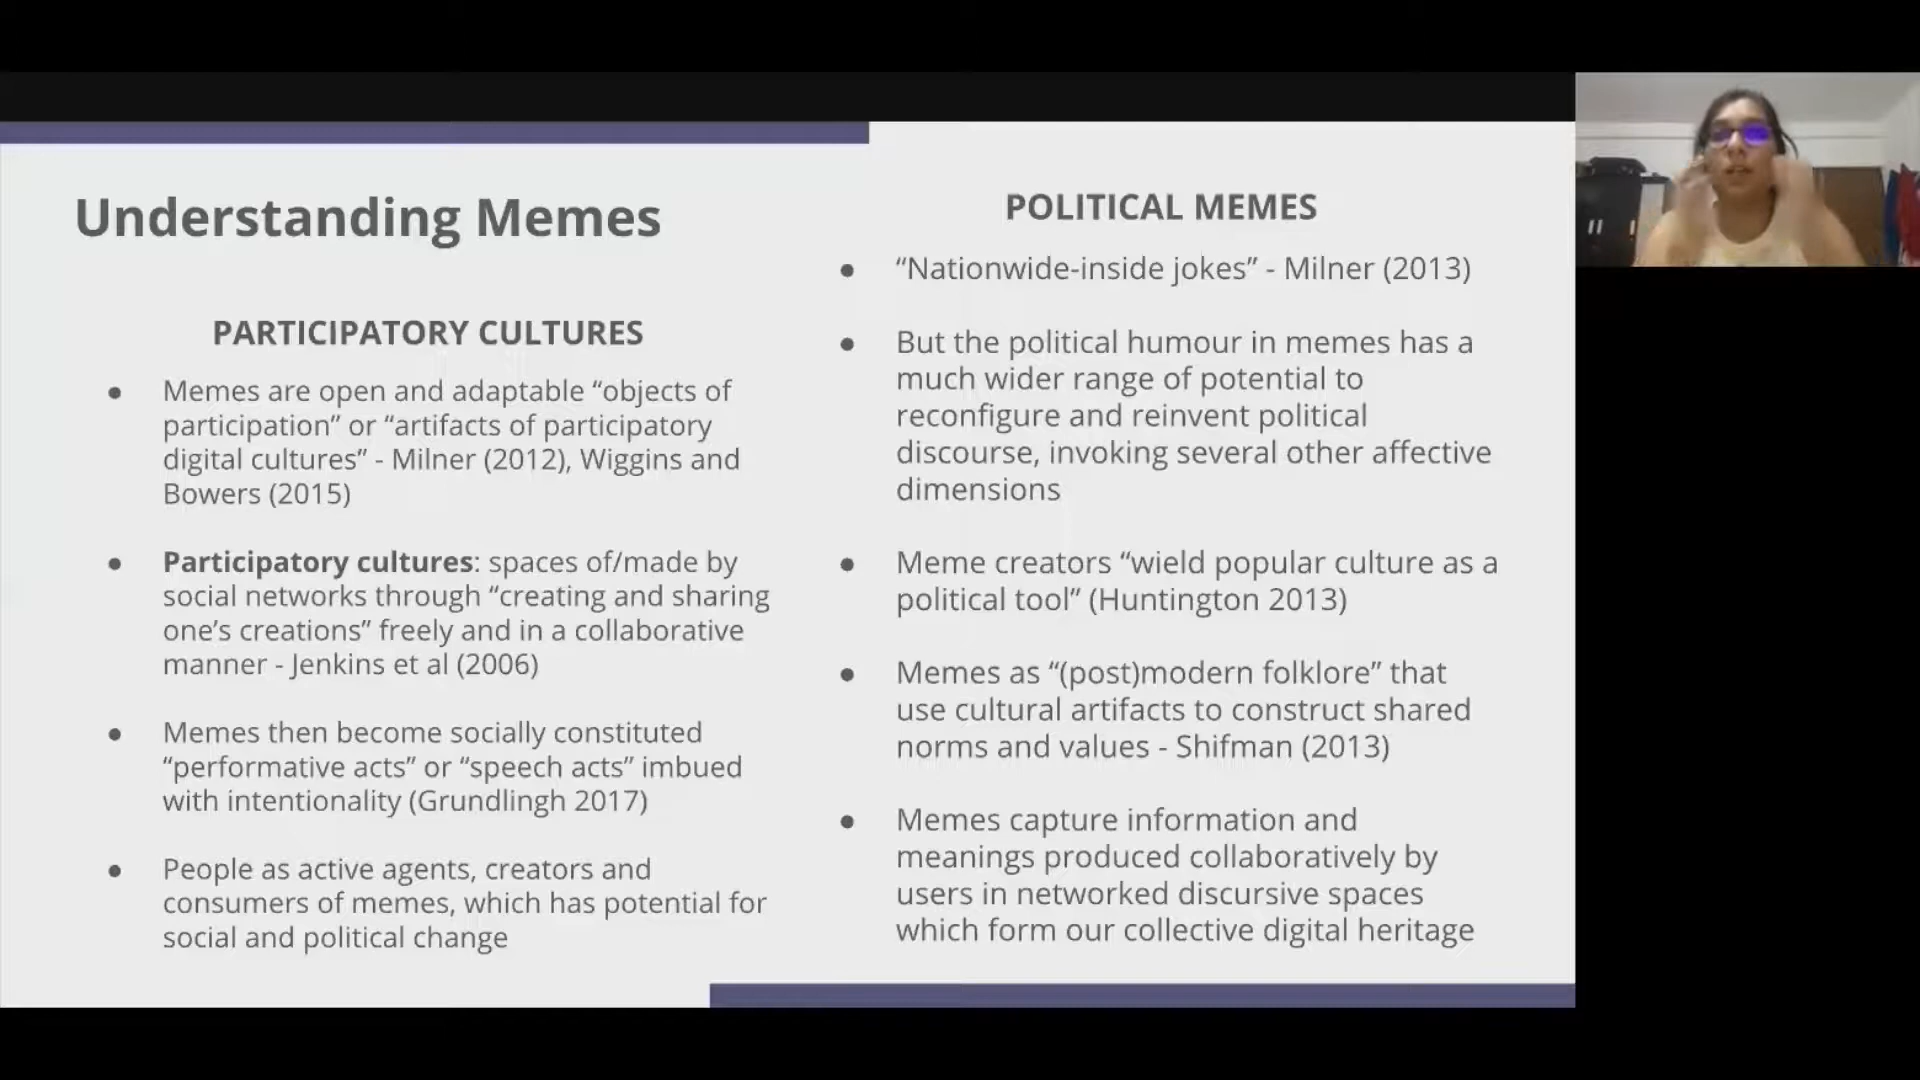 Understanding Memes
PARTICIPATORY CULTURES
● Memes are open and adaptable “objects of
participation” or “artifacts of participatory
digital cultures” - Milner (2012), Wiggins and
Bowers (2015)
● Participatory cultures: spaces of/made by
social networks through “creating and sharing
one’s creations” freely and in a collaborative
manner - Jenkins et al (2006)
● Memes then become socially constituted
“performative acts” or “speech acts” imbued
with intentionality (Grundlingh 2017)
● People as active agents, creators and
consumers of memes, which has potential for
social and political change
POLITICAL MEMES
● “Nationwide-inside jokes” - Milner (2013)
● But the political humour in memes has a
much wider range of potential to
reconfigure and reinvent political
discourse, invoking several other affective
dimensions
● Meme creators “wield popular culture as a
political tool” (Huntington 2013)
● Memes as “(post)modern folklore” that
use cultural artifacts to construct shared
norms and values - Shifman (2013)
● Memes capture information and
meanings produced collaboratively by
users in networked discursive spaces
which form our collective digital heritage